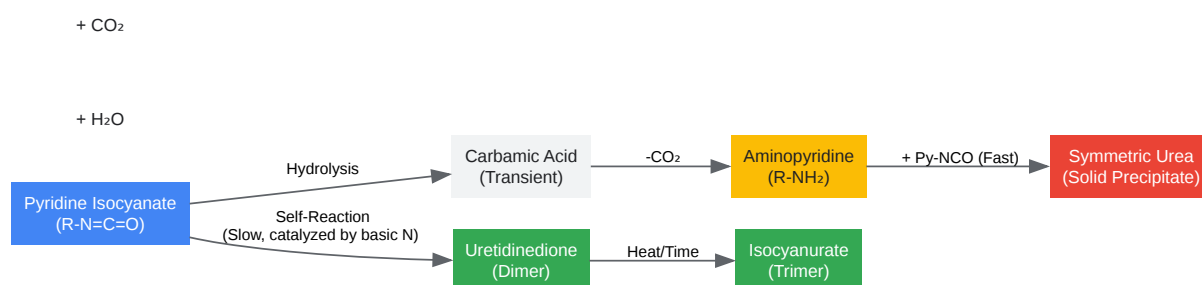 + CO₂
+ H₂O
Hydrolysis
Carbamic Acid
(Transient)
-CO₂
Aminopyridine
(R-NH₂)
+ Py-NCO (Fast)
Symmetric Urea
(Solid Precipitate)
Pyridine Isocyanate
(R-N=C=O)
Self-Reaction
(Slow, catalyzed by basic N)
Uretidinedione
(Dimer)
Heat/Time
Isocyanurate
(Trimer)